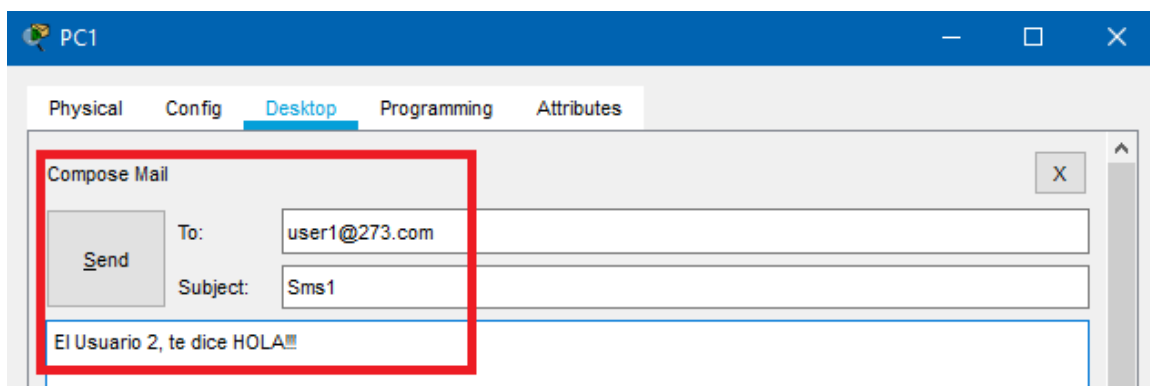 PC1
Physical Config Desktop Programming Attributes
Compose Mail
X
To: user1@273.com
Send
Subject: Sms1
El Usuario 2, te dice HOLA!!!